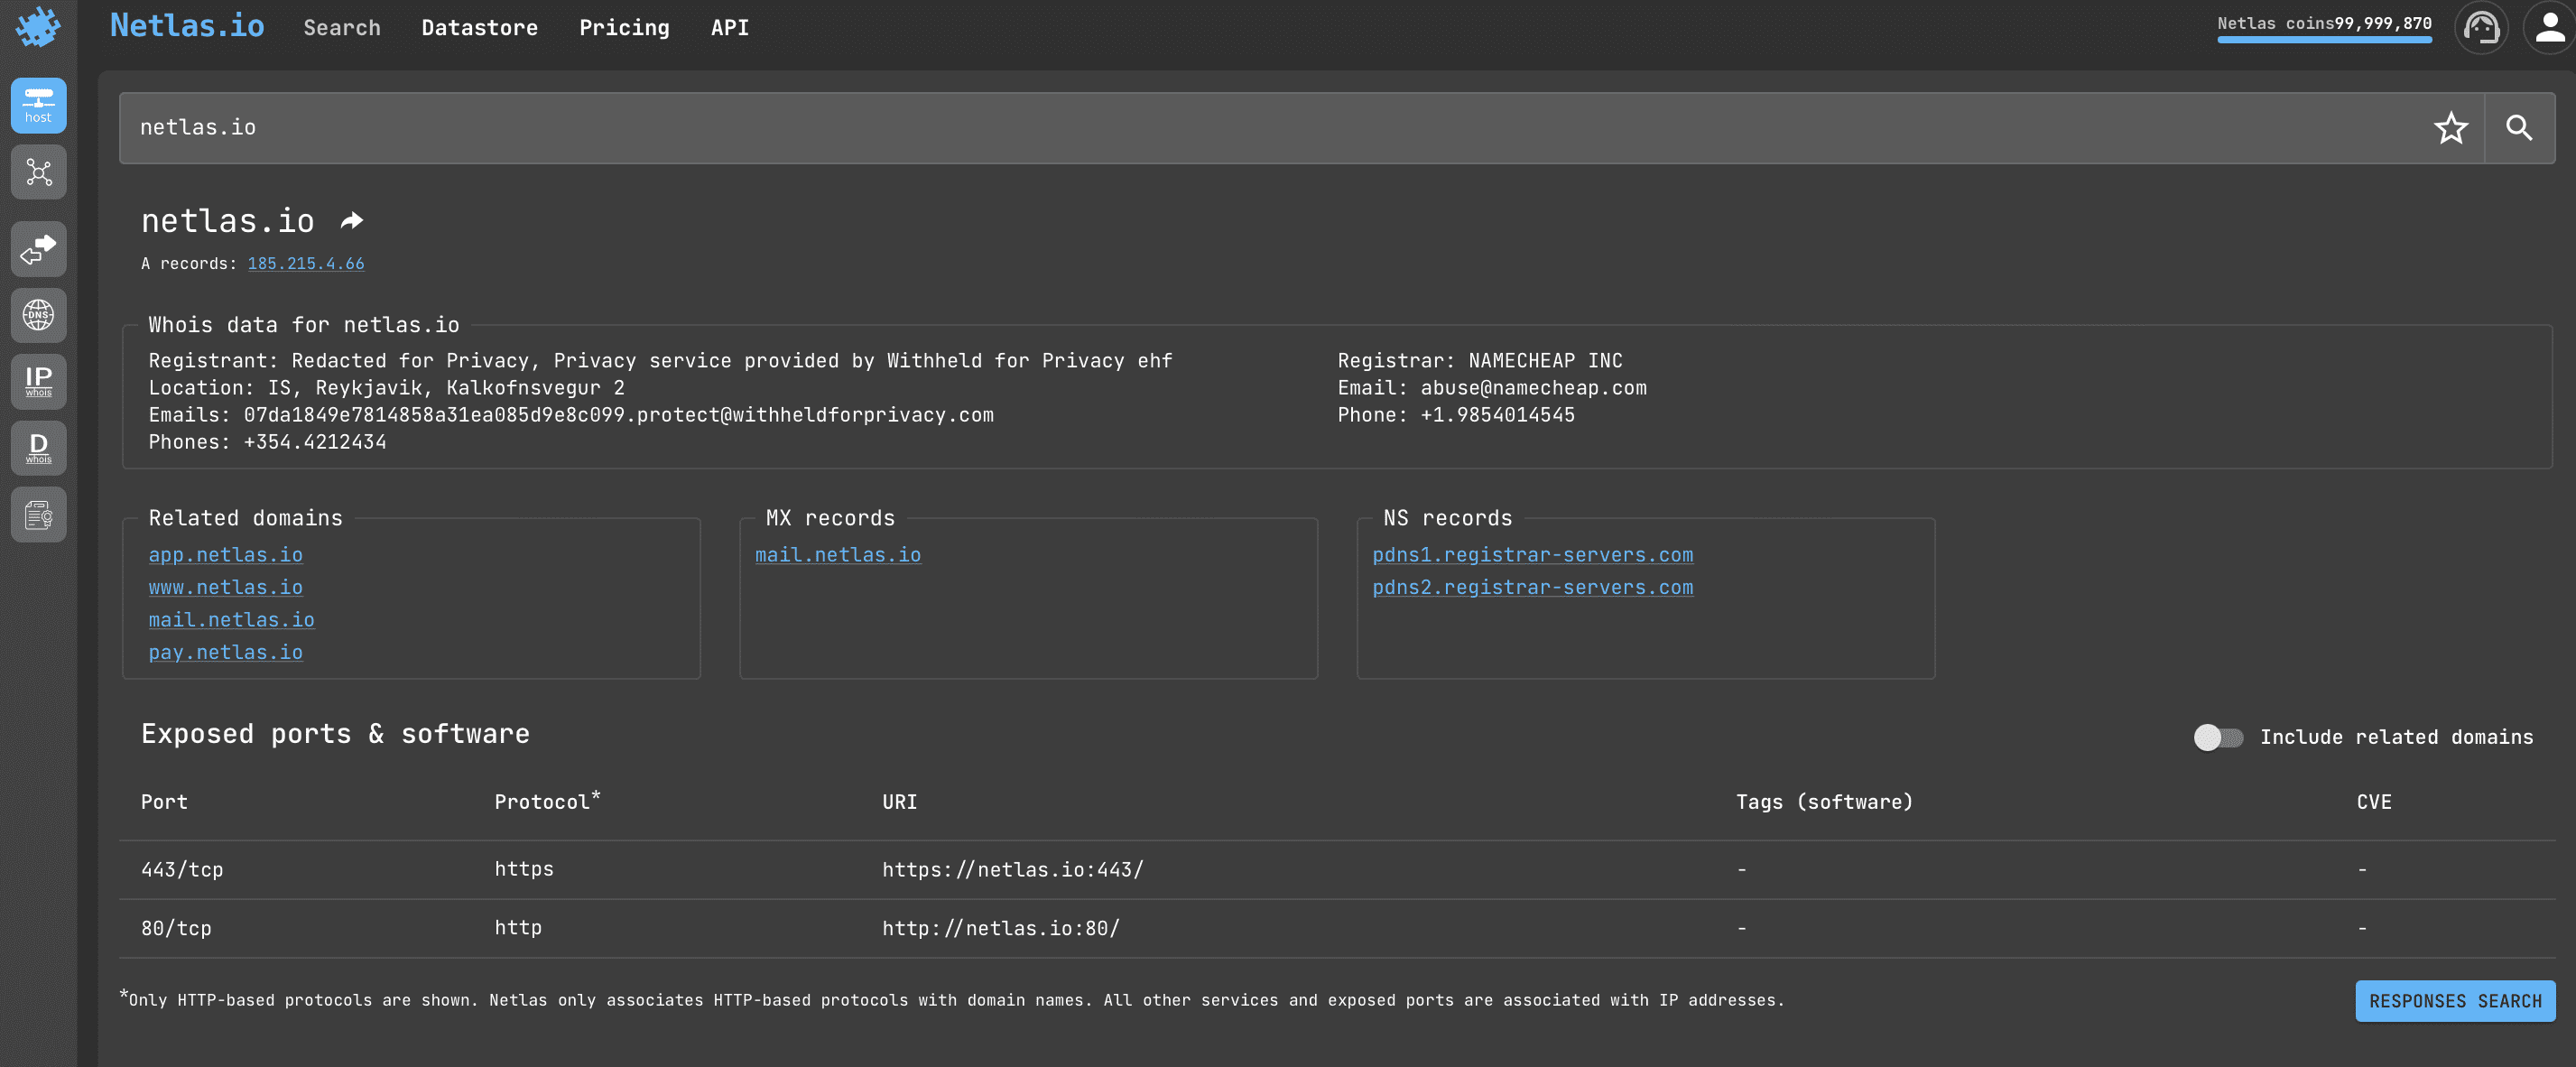 Netlas.io Search Datastore Pricing API Netlas coins99,999,870
host
netlas.io
netlas.io
A records: 185.215.4.66
DNS
IP
whois
D
whois
Whois data for netlas.io
Registrant: Redacted for Privacy, Privacy service provided by Withheld for Privacy ehf
Location: IS, Reykjavik, Kalkofnsvegur 2
Emails: 07da1849e7814858a31ea085d9e8c099.protect@withheldforprivacy.com
Phones: +354.4212434
Registrar: NAMECHEAP INC
Email: abuse@namecheap.com
Phone: +1.9854014545
Related domains
app.netlas.io
www.netlas.io
mail.netlas.io
pay.netlas.io
MX records
mail.netlas.io
NS records
pdns1.registrar-servers.com
pdns2.registrar-servers.com
Exposed ports & software
Include related domains
Port Protocol* URI Tags (software) CVE
443/tcp https https://netlas.io:443/ - -
80/tcp http http://netlas.io:80/ - -
*Only HTTP-based protocols are shown. Netlas only associates HTTP-based protocols with domain names. All other services and exposed ports are associated with IP addresses.
RESPONSES SEARCH